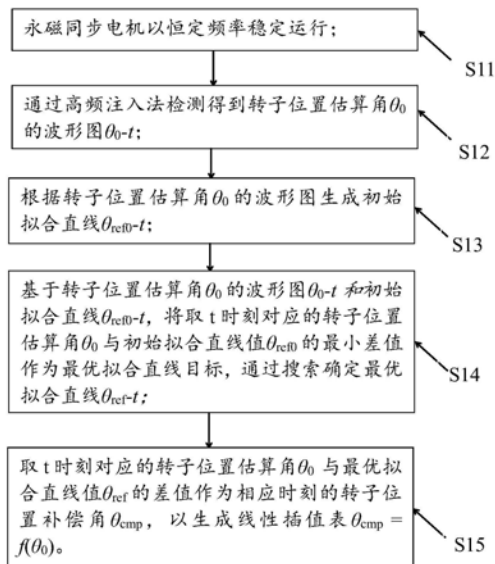 永磁同步电机以恒定频率稳定运行；
S11
通过高频注入法检测得到转子位置估算角θ0
的波形图θ0-t；
S12
根据转子位置估算角θ0 的波形图生成初始
拟合直线θref0-t；
S13
基于转子位置估算角θ0 的波形图θ0-t 和初始
拟合直线θref0-t，将取 t 时刻对应的转子位置
估算角θ0 与初始拟合直线值θref0 的最小差值
作为最优拟合直线目标，通过搜索确定最优
拟合直线θref-t；
S14
取 t 时刻对应的转子位置估算角θ0 与最优拟
合直线值θref 的差值作为相应时刻的转子位
置补偿角θcmp，以生成线性插值表θcmp =
f(θ0)。
S15